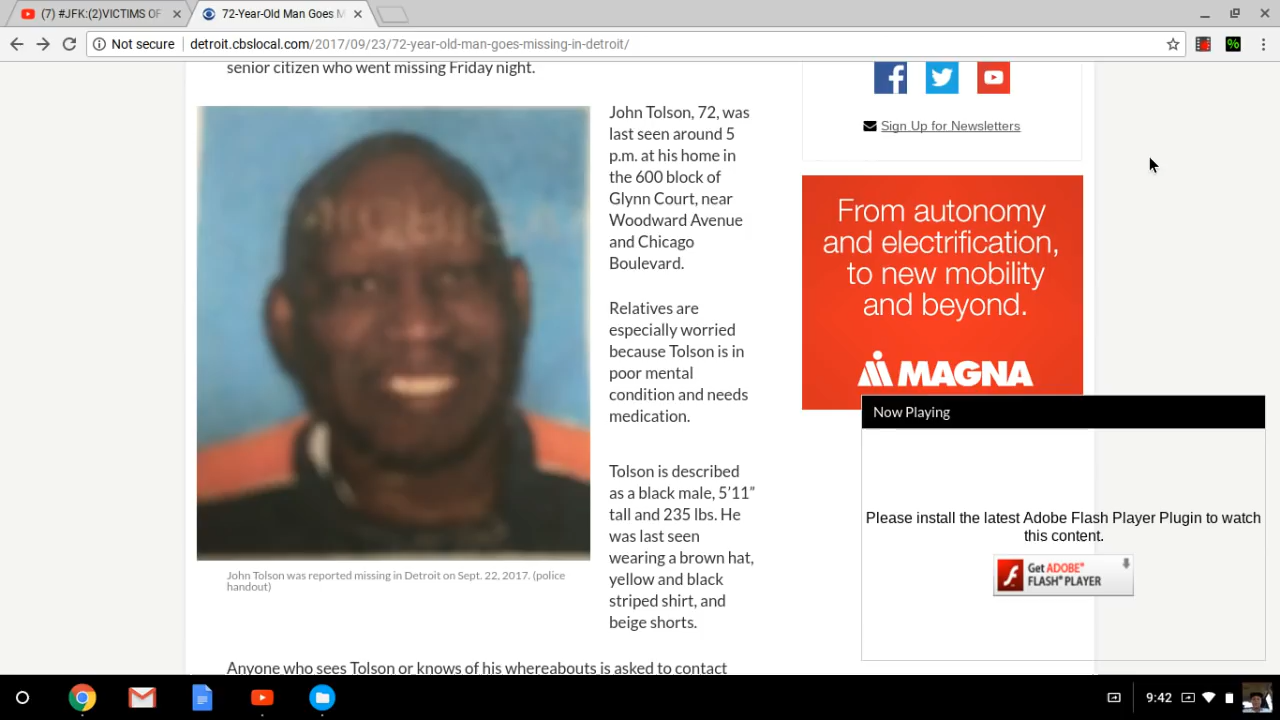 (7) #JFK:(2)VICTIMS OF
72-Year-Old Man Goes M
Not secure
detroit.cbslocal.com/2017/09/23/72-year-old-man-goes-missing-in-detroit/
senior citizen who went missing Friday night.
John Tolson, 72, was
last seen around 5
p.m. at his home in
the 600 block of
Glynn Court, near
Woodward Avenue
and Chicago
Boulevard.
Relatives are
especially worried
because Tolson is in
poor mental
condition and needs
medication.
Tolson is described
as a black male, 5'11”
tall and 235 lbs. He
was last seen
wearing a brown hat,
yellow and black
striped shirt, and
beige shorts.
John Tolson was reported missing in Detroit on Sept. 22, 2017. (police
handout)
Anyone who sees Tolson or knows of his whereabouts is asked to contact
Sign Up for Newsletters
From autonomy
and electrification,
to new mobility
and beyond.
MAGNA
Now Playing
Please install the latest Adobe Flash Player Plugin to watch
this content.
Get ADOBE®
FLASH® PLAYER
9:42